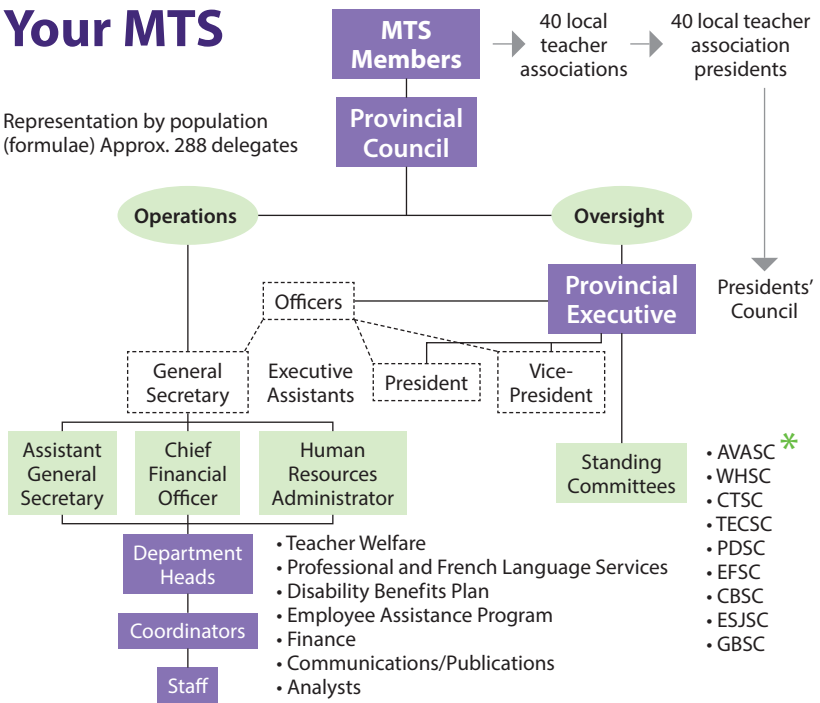 Your MTS
MTS
Members
40 local
teacher
associations
40 local teacher
association
presidents
Representation by population
(formulae) Approx. 288 delegates
Provincial
Council
Operations
Oversight
Officers
Provincial
Executive
Presidents’
Council
General
Secretary
Executive
Assistants
President
Vice-
President
Assistant
General
Secretary
Chief
Financial
Officer
Human
Resources
Administrator
Standing
Committees
• AVASC *
• WHSC
• CTSC
• TECSC
• PDSC
• EFSC
• CBSC
• ESJSC
• GBSC
Department
Heads
Coordinators
Staff
• Teacher Welfare
• Professional and French Language Services
• Disability Benefits Plan
• Employee Assistance Program
• Finance
• Communications/Publications
• Analysts